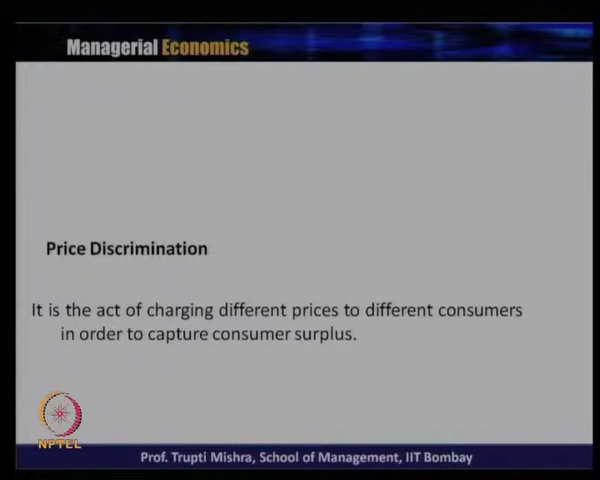 Managerial Economics
Price Discrimination
It is the act of charging different prices to different consumers
in order to capture consumer surplus.
NPTEL
Prof. Trupti Mishra, School of Management, IIT Bombay